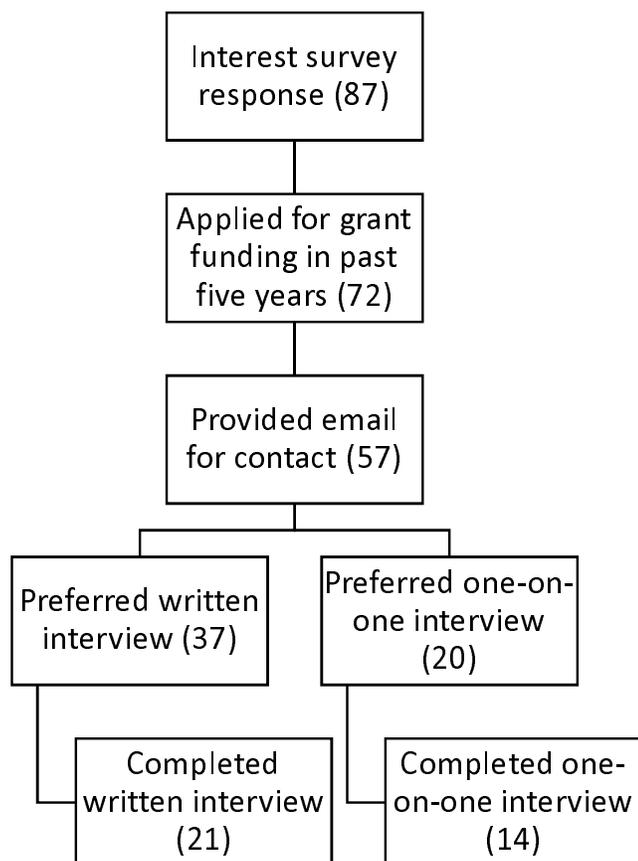 Interest survey
response (87)
Applied for grant
funding in past
five years (72)
Provided email
for contact (57)
Preferred written
interview (37)
Preferred one-on-
one interview
(20)
Completed
written interview
(21)
Completed one-
on-one interview
(14)